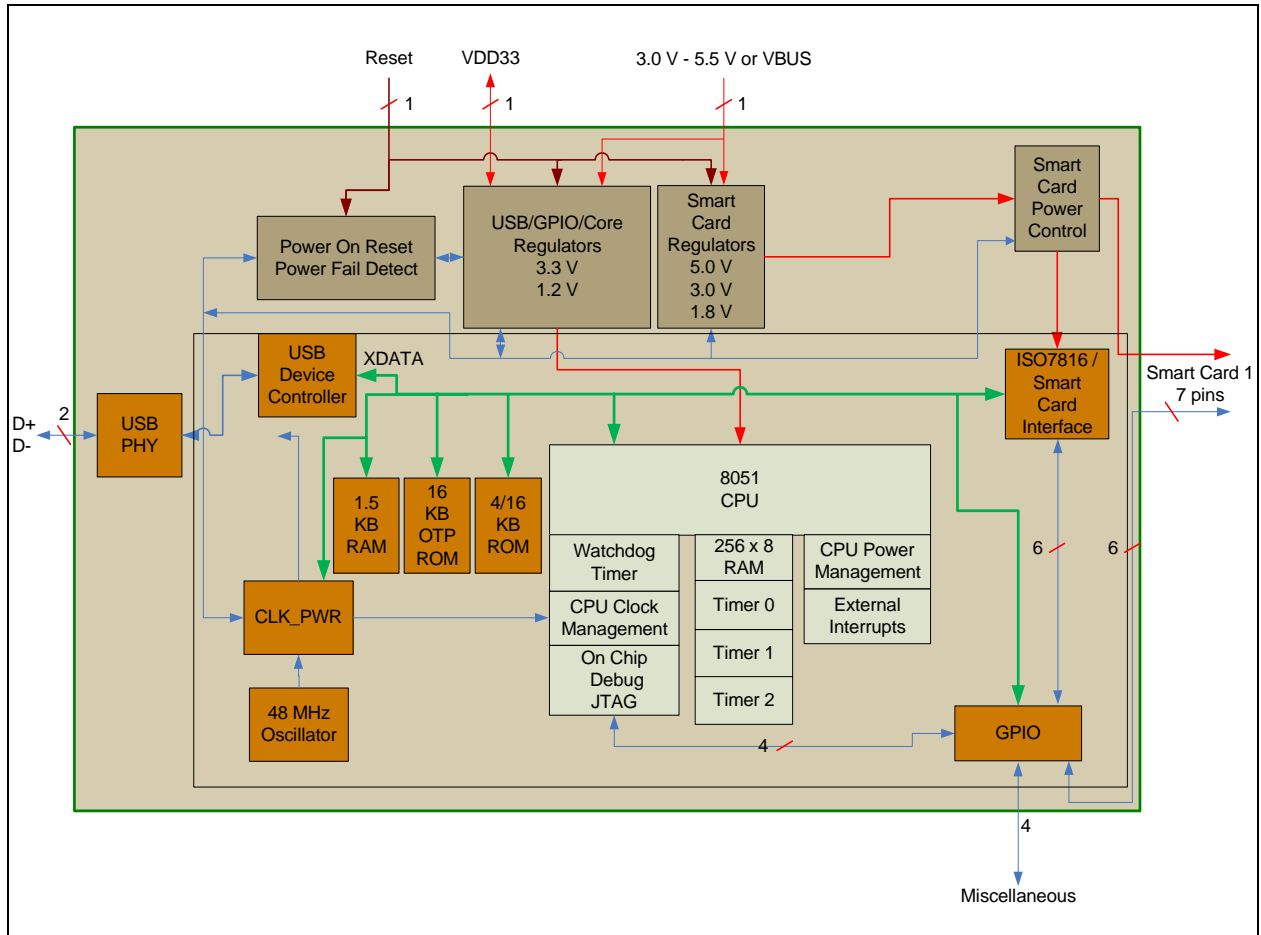 Reset
VDD33
3.0 V - 5.5 V or VBUS
1
1
1
Smart
Card
Power
Control
USB/GPIO/Core
Regulators
3.3 V
1.2 V
Smart
Card
Regulators
5.0 V
3.0 V
1.8 V
Power On Reset
Power Fail Detect
USB
Device
Controller
XDATA
ISO7816 /
Smart
Card
Interface
Smart Card 1
7 pins
D+
D-
2
USB
PHY
1.5
KB
RAM
16
KB
OTP
ROM
4/16
KB
ROM
8051
CPU
Watchdog
Timer
256 x 8
RAM
CPU Power
Management
6
6
CLK_PWR
CPU Clock
Management
Timer 0
External
Interrupts
On Chip
Debug
JTAG
Timer 1
Timer 2
48 MHz
Oscillator
4
GPIO
4
Miscellaneous